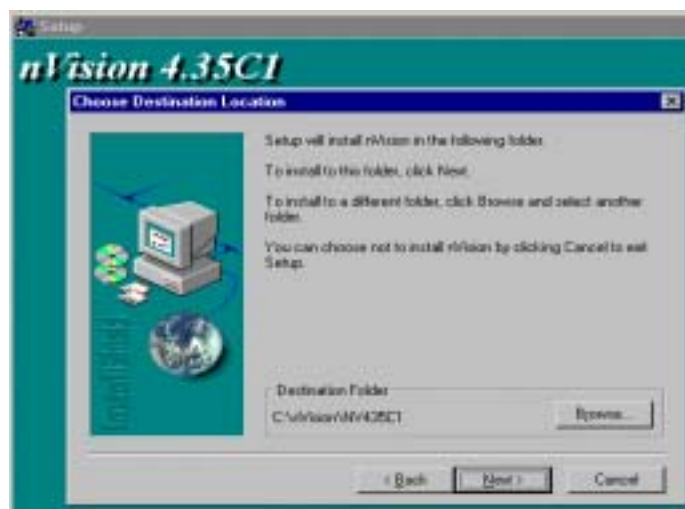 Setup
nVision 4.35C1
Choose Destination Location
Setup will install nVision in the following folder.
To install to this folder, click Next.
To install to a different folder, click Browse and select another
folder.
You can choose not to install nVision by clicking Cancel to exit
Setup.
InstallShield
Destination Folder
C:\nVision\NV435C1
Browse...
< Back
Next >
Cancel